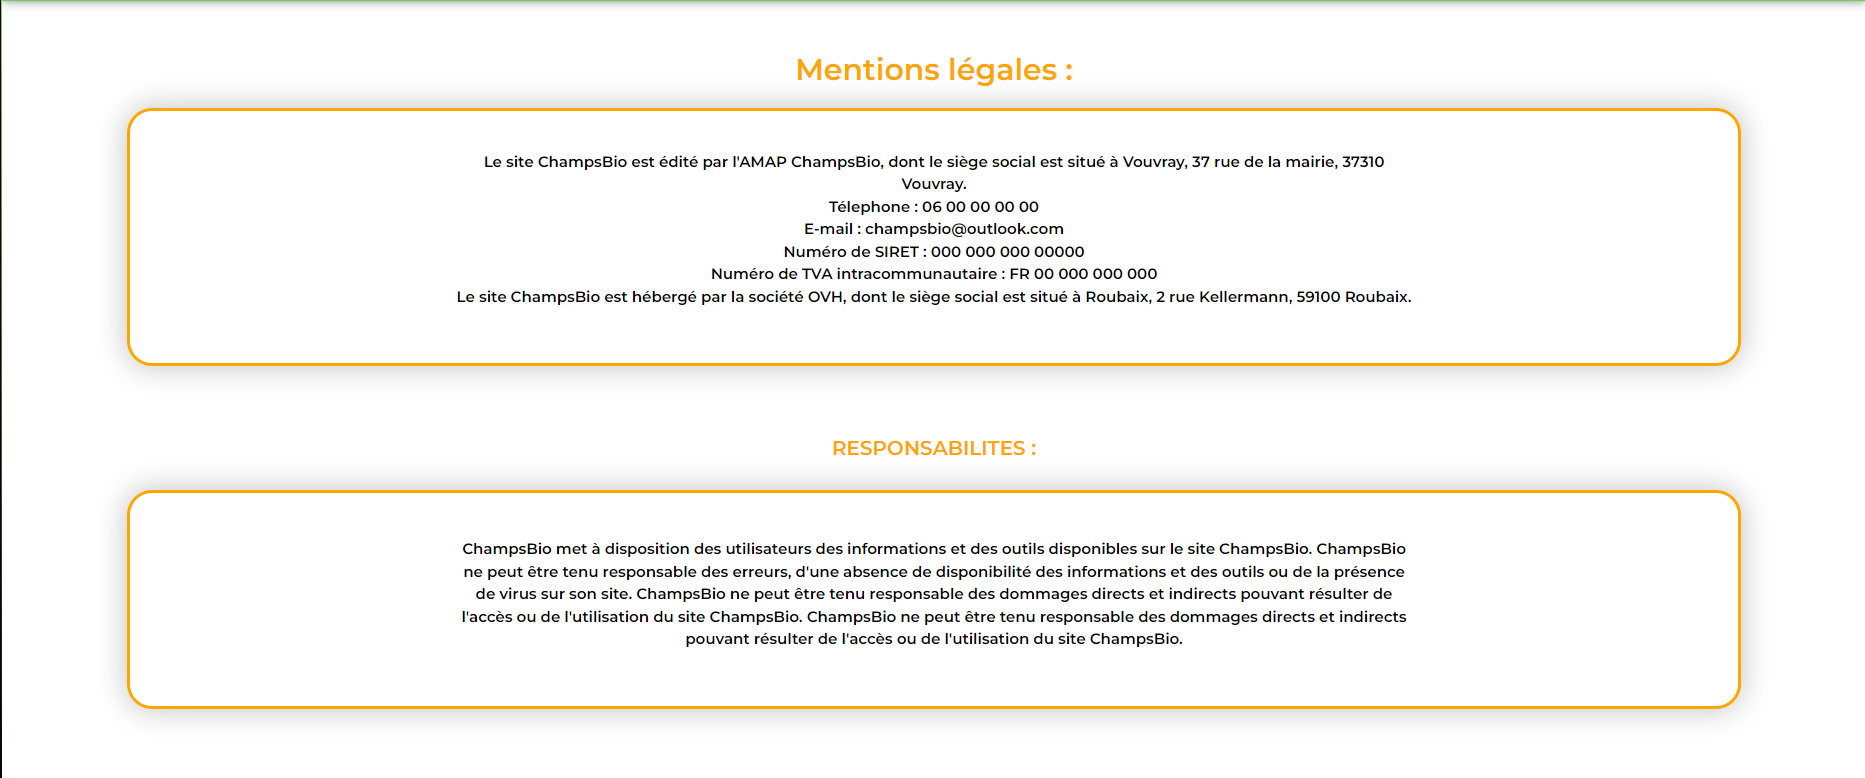 Mentions légales :
Le site ChampsBio est édité par l'AMAP ChampsBio, dont le siège social est situé à Vouvray, 37 rue de la mairie, 37310
Vouvray.
Télephone : 06 00 00 00 00
E-mail : champsbio@outlook.com
Numéro de SIRET : 000 000 000 00000
Numéro de TVA intracommunautaire : FR 00 000 000 000
Le site ChampsBio est hébergé par la société OVH, dont le siège social est situé à Roubaix, 2 rue Kellermann, 59100 Roubaix.
RESPONSABILITES :
ChampsBio met à disposition des utilisateurs des informations et des outils disponibles sur le site ChampsBio. ChampsBio
ne peut être tenu responsable des erreurs, d'une absence de disponibilité des informations et des outils ou de la présence
de virus sur son site. ChampsBio ne peut être tenu responsable des dommages directs et indirects pouvant résulter de
l'accès ou de l'utilisation du site ChampsBio. ChampsBio ne peut être tenu responsable des dommages directs et indirects
pouvant résulter de l'accès ou de l'utilisation du site ChampsBio.